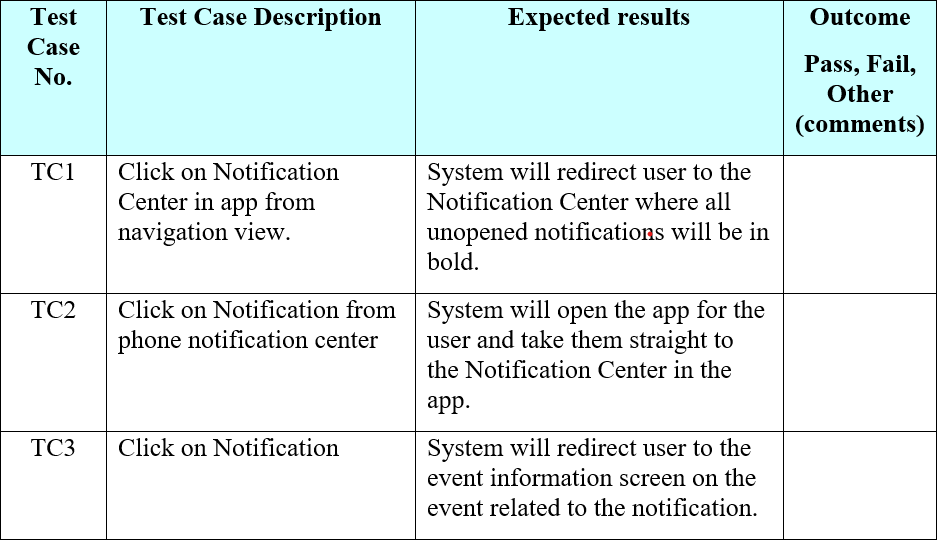 Test
Case
No.
Test Case Description
Expected results
Outcome
Pass, Fail,
Other
(comments)
TC1
Click on Notification
Center in app from
navigation view.
System will redirect user to the
Notification Center where all
unopened notifications will be in
bold.
TC2
Click on Notification from
phone notification center
System will open the app for the
user and take them straight to
the Notification Center in the
app.
TC3
Click on Notification
System will redirect user to the
event information screen on the
event related to the notification.